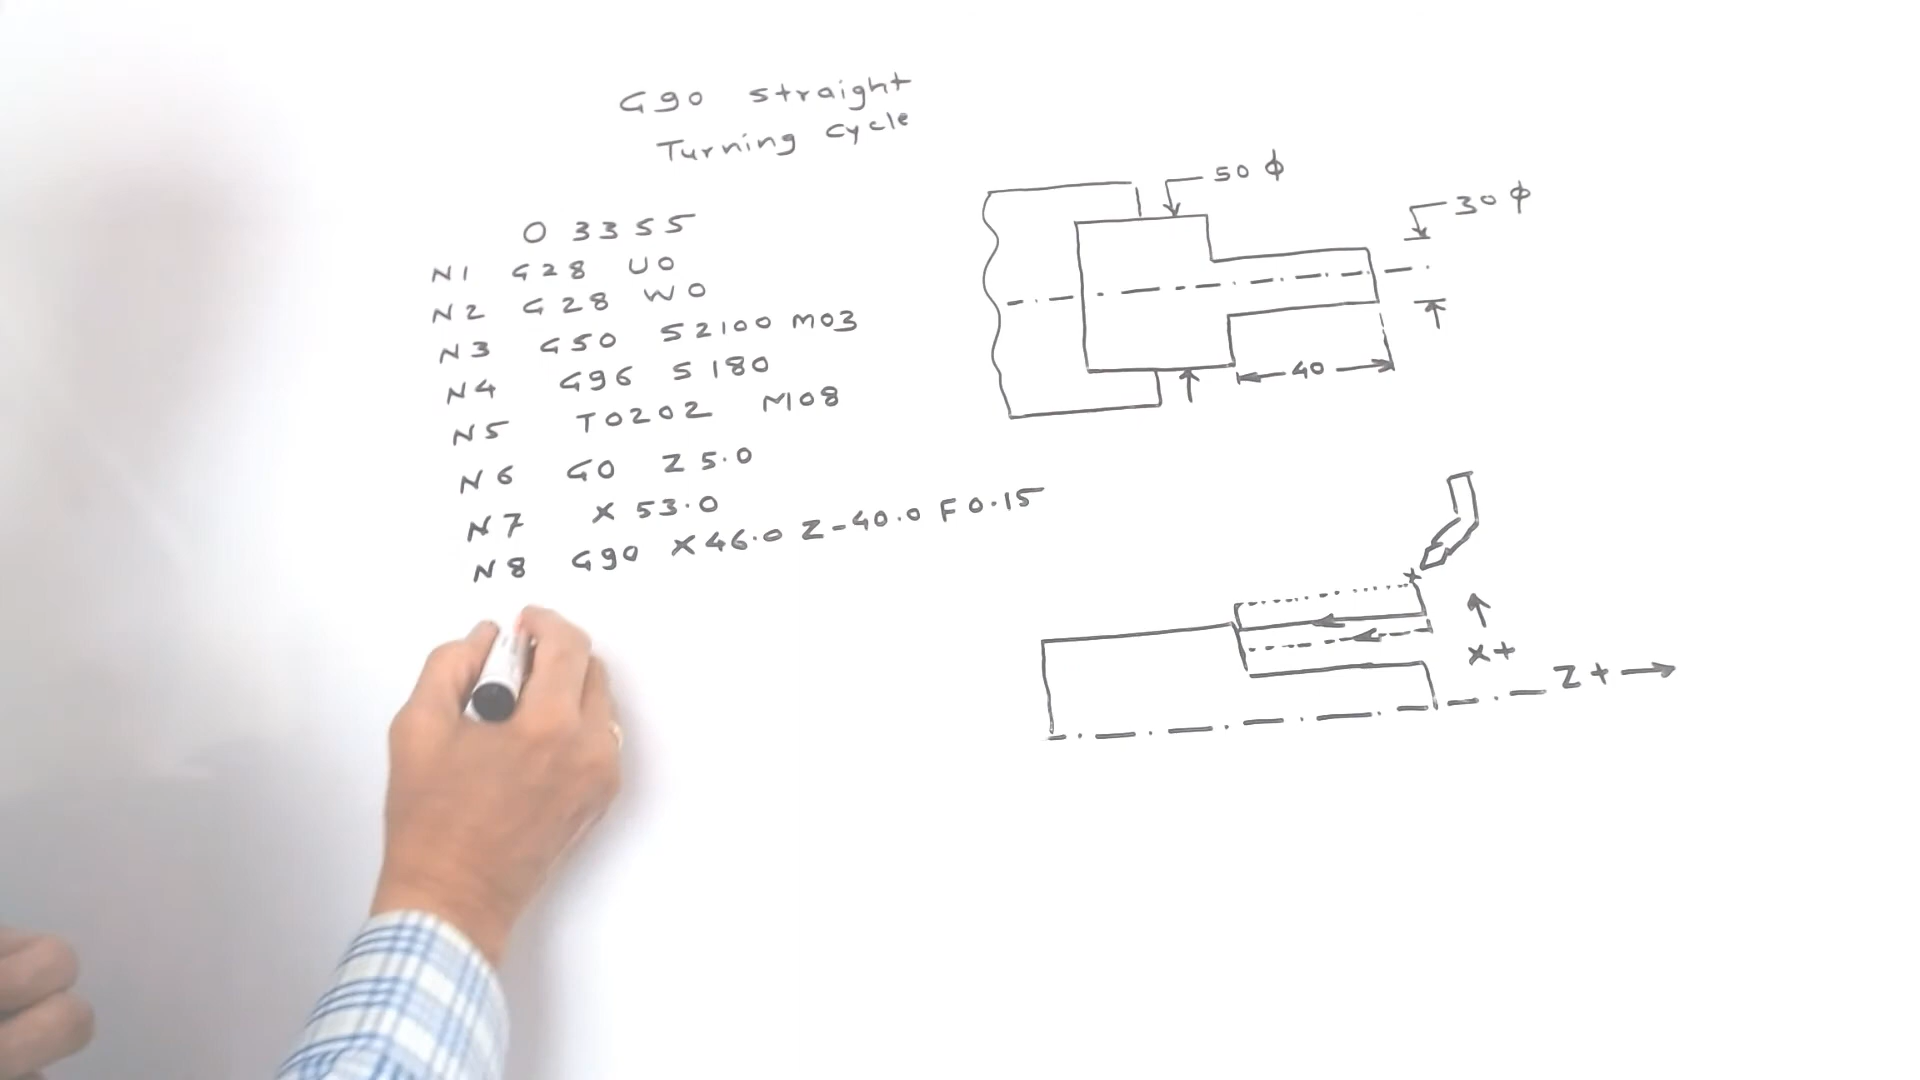 G90 straight
Turning cycle
O 3355
N1 G28 U0
N2 G28 W0
N3 G50 S2100 M03
N4 G96 S180
N5 T0202 M08
N6 G0 Z5.0
N7 X53.0
N8 G90 X46.0 Z-40.0 F0.15
50 ϕ
30 ϕ
40
X+
Z+